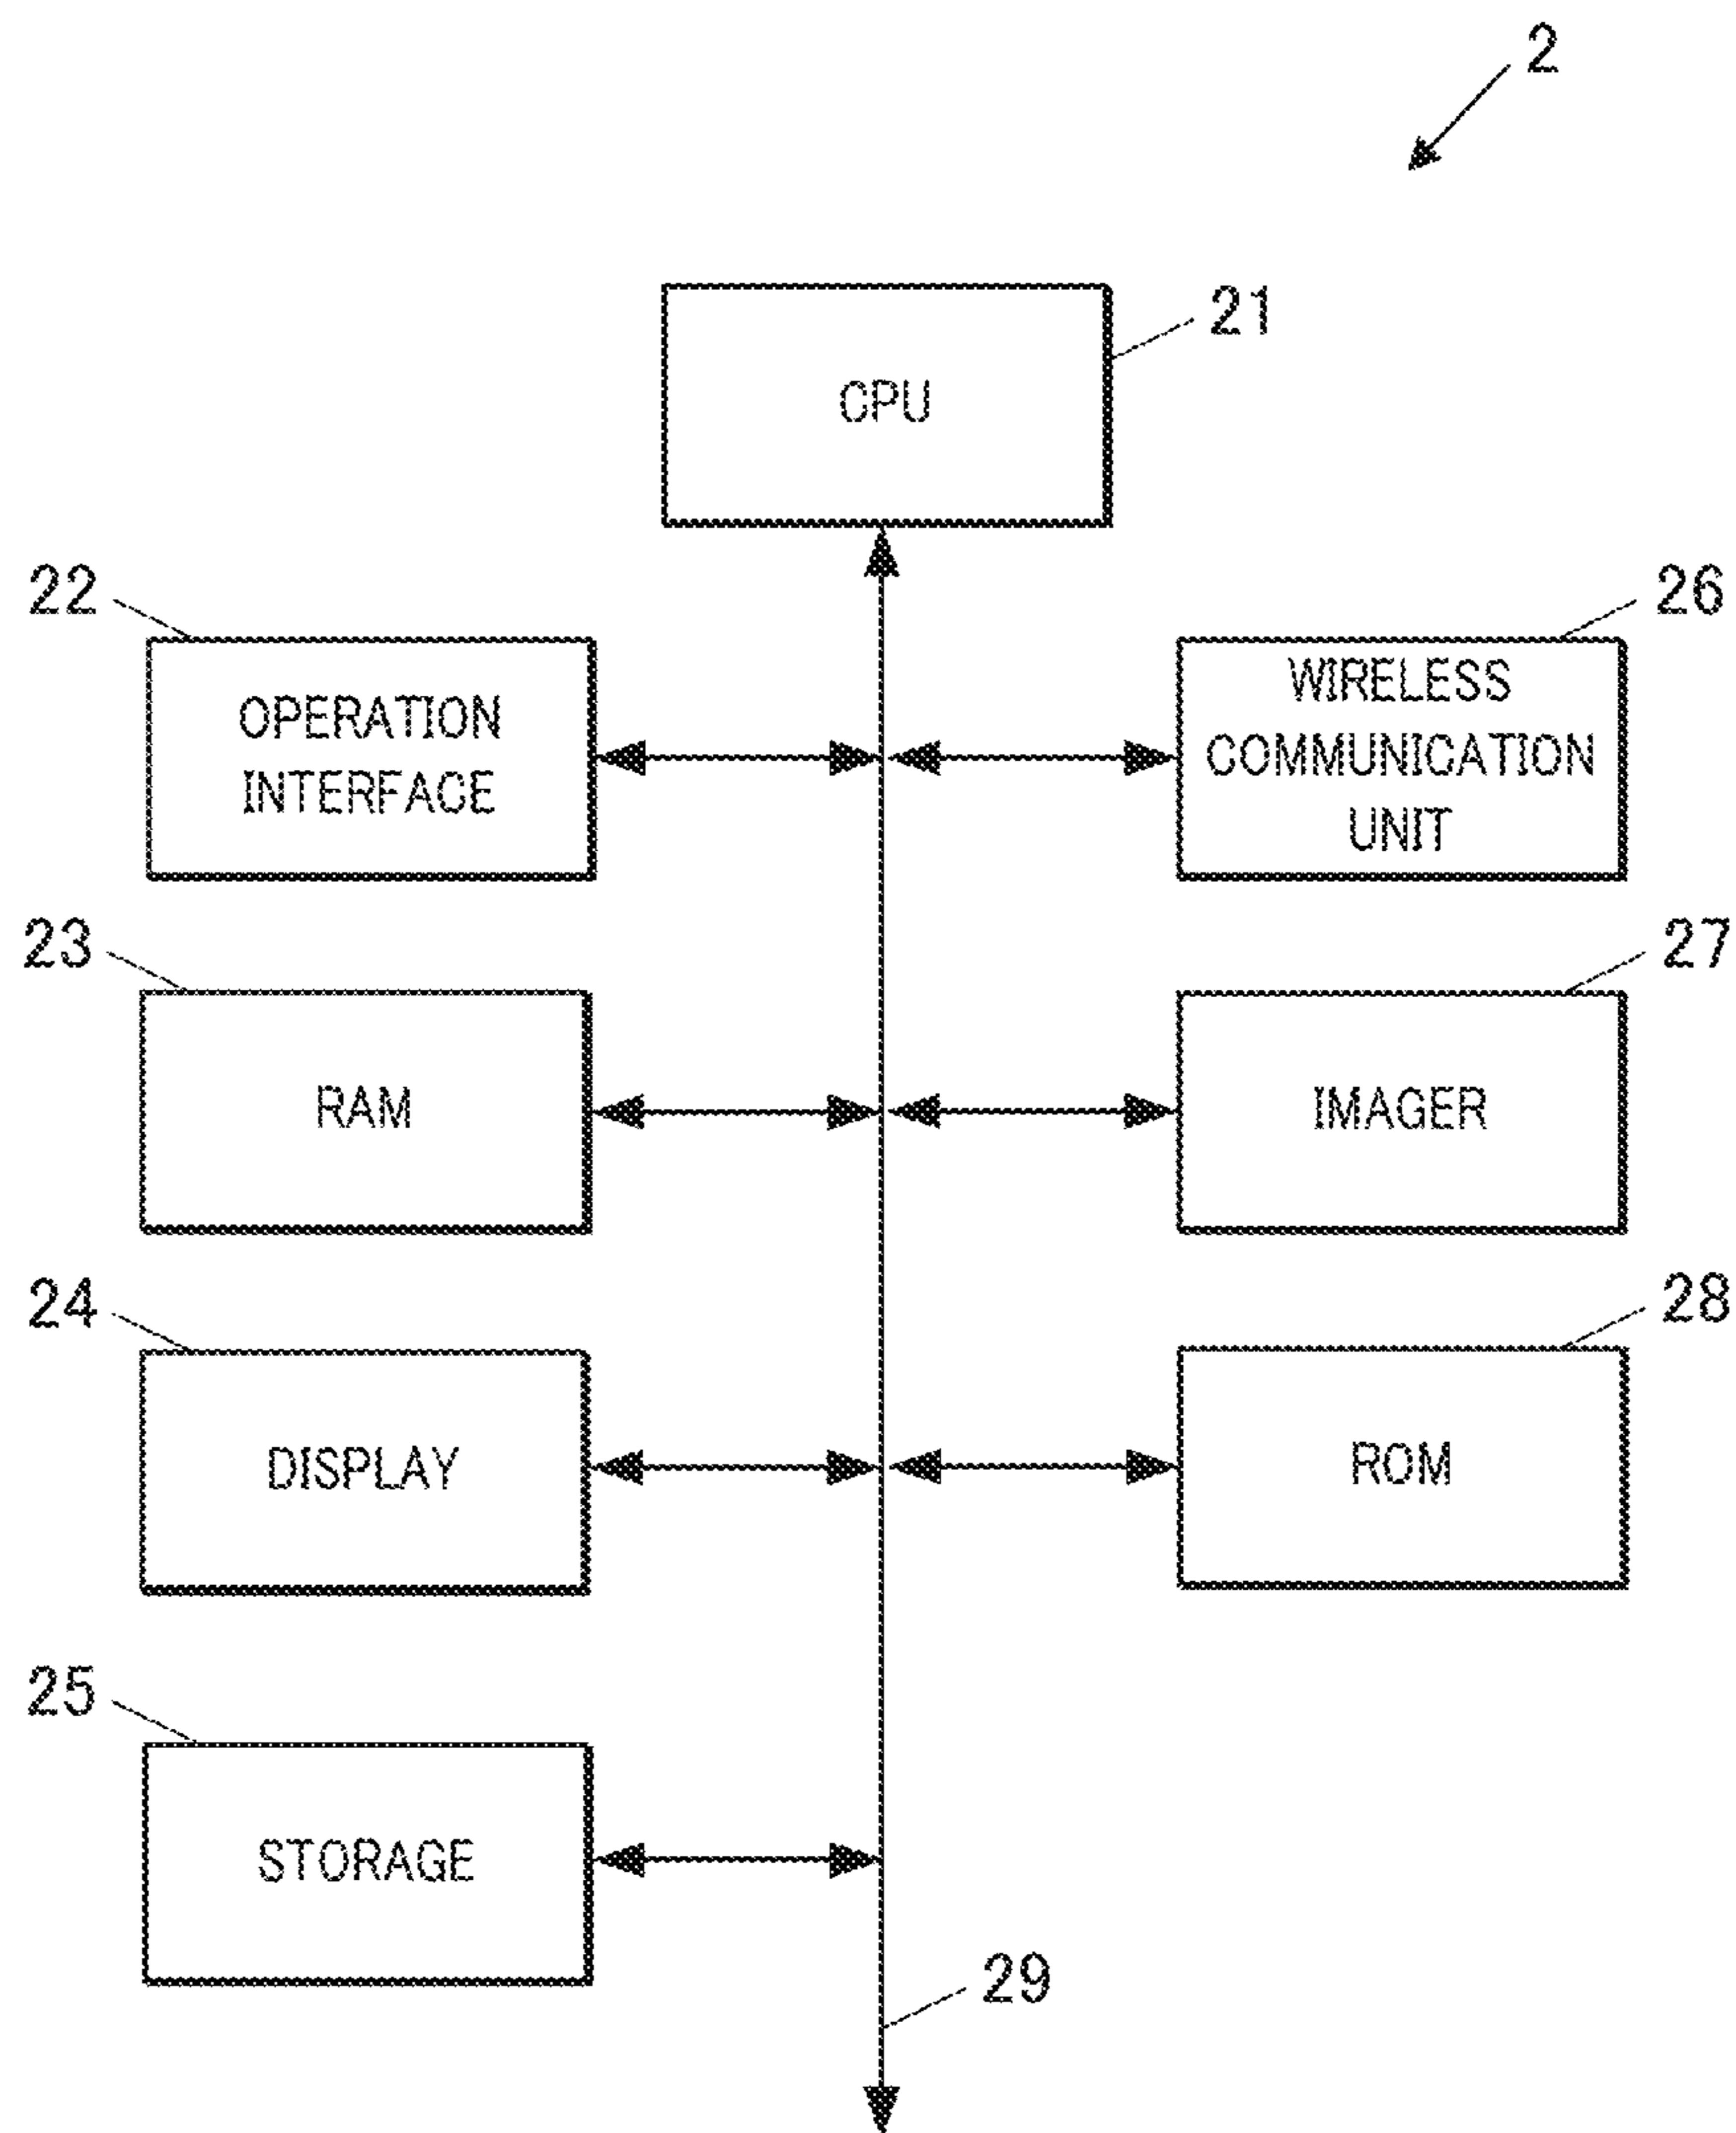 2
CPU
21
22
OPERATION
INTERFACE
26
WIRELESS
COMMUNICATION
UNIT
23
RAM
27
IMAGER
24
DISPLAY
28
ROM
25
STORAGE
29